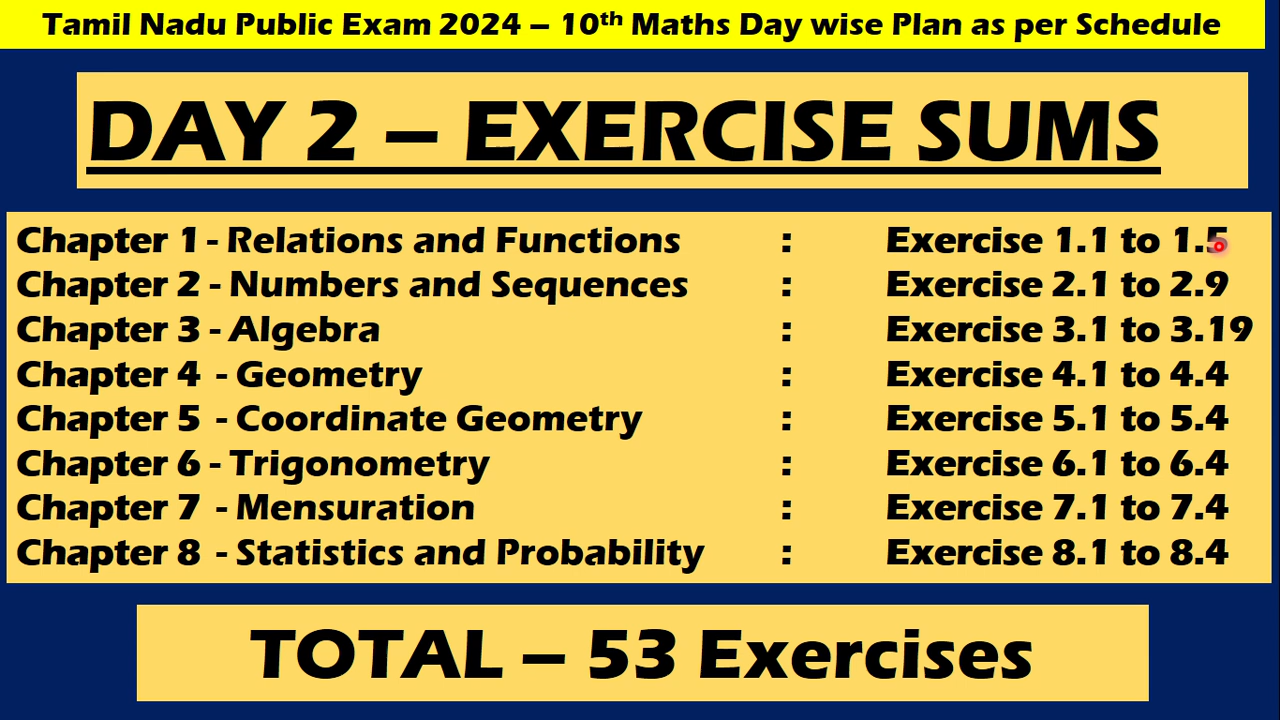 Tamil Nadu Public Exam 2024 – 10th Maths Day wise Plan as per Schedule
DAY 2 – EXERCISE SUMS
Chapter 1 - Relations and Functions : Exercise 1.1 to 1.5
Chapter 2 - Numbers and Sequences : Exercise 2.1 to 2.9
Chapter 3 - Algebra : Exercise 3.1 to 3.19
Chapter 4 - Geometry : Exercise 4.1 to 4.4
Chapter 5 - Coordinate Geometry : Exercise 5.1 to 5.4
Chapter 6 - Trigonometry : Exercise 6.1 to 6.4
Chapter 7 - Mensuration : Exercise 7.1 to 7.4
Chapter 8 - Statistics and Probability : Exercise 8.1 to 8.4
TOTAL – 53 Exercises